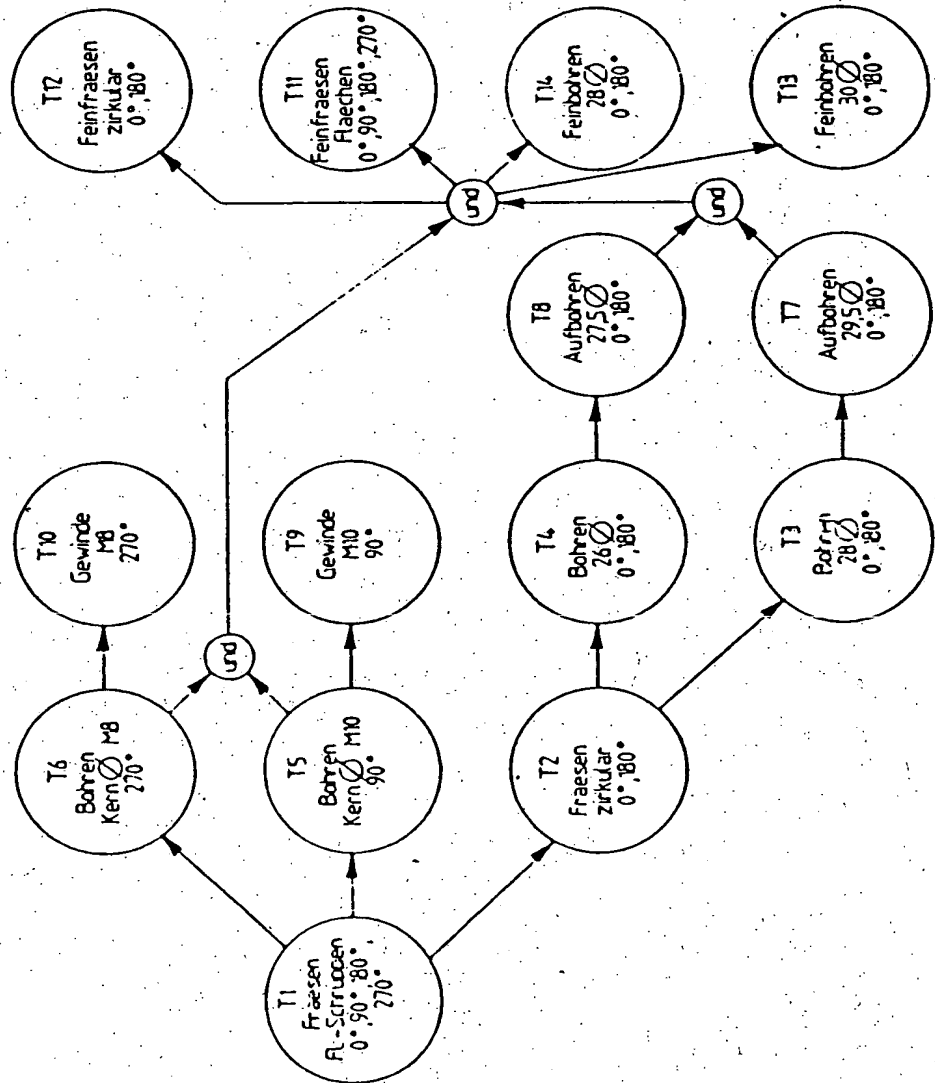 T1
Fraesen
Fl.-Schruppen
0°,90°,180°,
270°
T6
Bohren
Kern Ø M8
270°
T5
Bohren
Kern Ø M10
90°
T2
Fraesen
zirkular
0°,180°
und
T10
Gewinde
M8
270°
T9
Gewinde
M10
90°
T4
Bohren
26 Ø
0°,180°
T3
28 Ø
0°,180°
T8
Aufbohren
27,5 Ø
0°,180°
T7
Aufbohren
29,5 Ø
0°,180°
und
und
T12
Feinfraesen
zirkular
0°,180°
T11
Feinfraesen
Flaechen
0°,90°,180°,270°
T14
Feinbohren
28 Ø
0°,180°
T13
Feinbohren
30 Ø
0°,180°